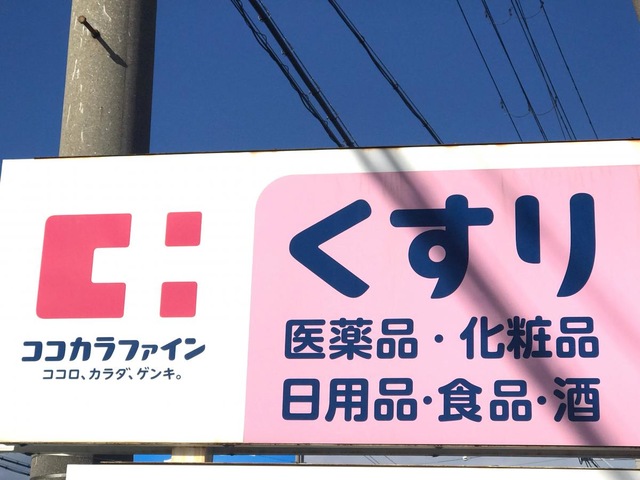 ココカラファイン
ココロ、カラダ、ゲンキ。
くすり
医薬品・化粧品
日用品・食品・酒